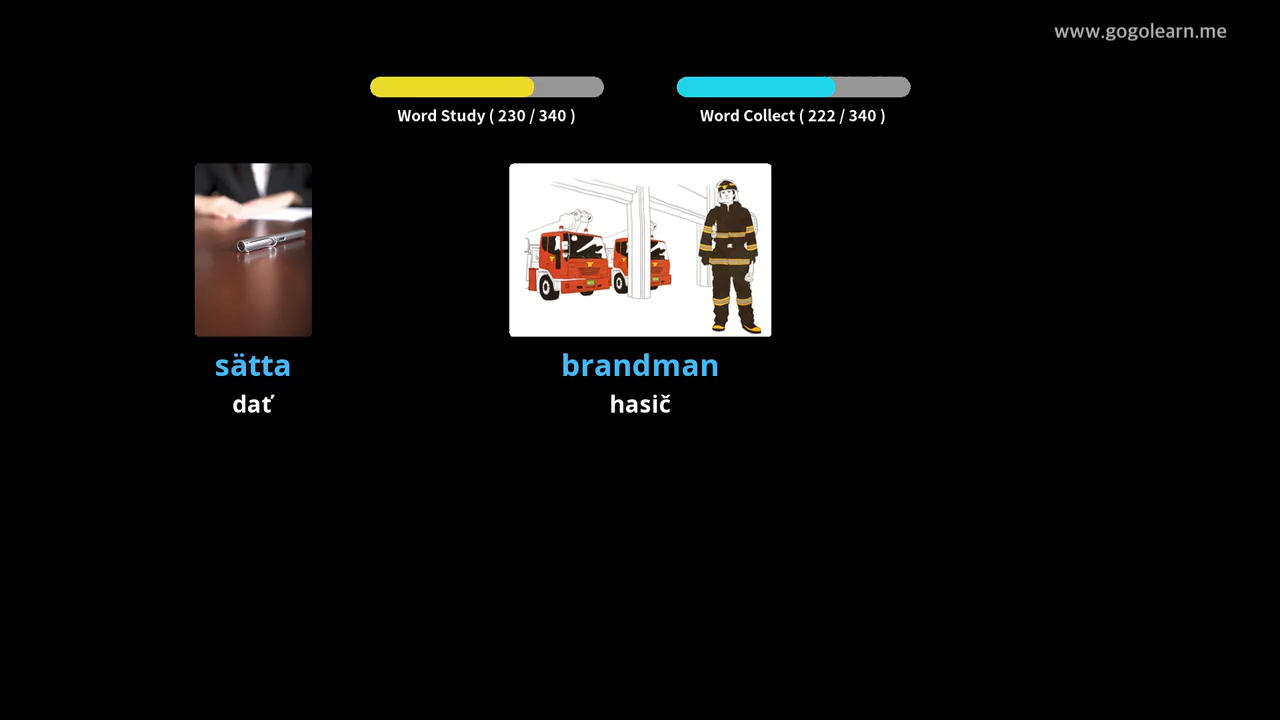 www.gogolearn.me
Word Study ( 230 / 340 )
Word Collect ( 222 / 340 )
sätta
dať
brandman
hasič